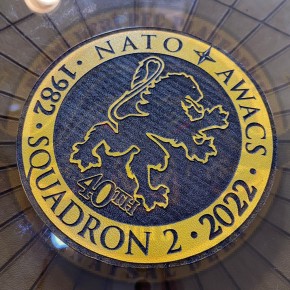 1982 · NATO AWACS
· SQUADRON 2 · 2022 ·
40TH